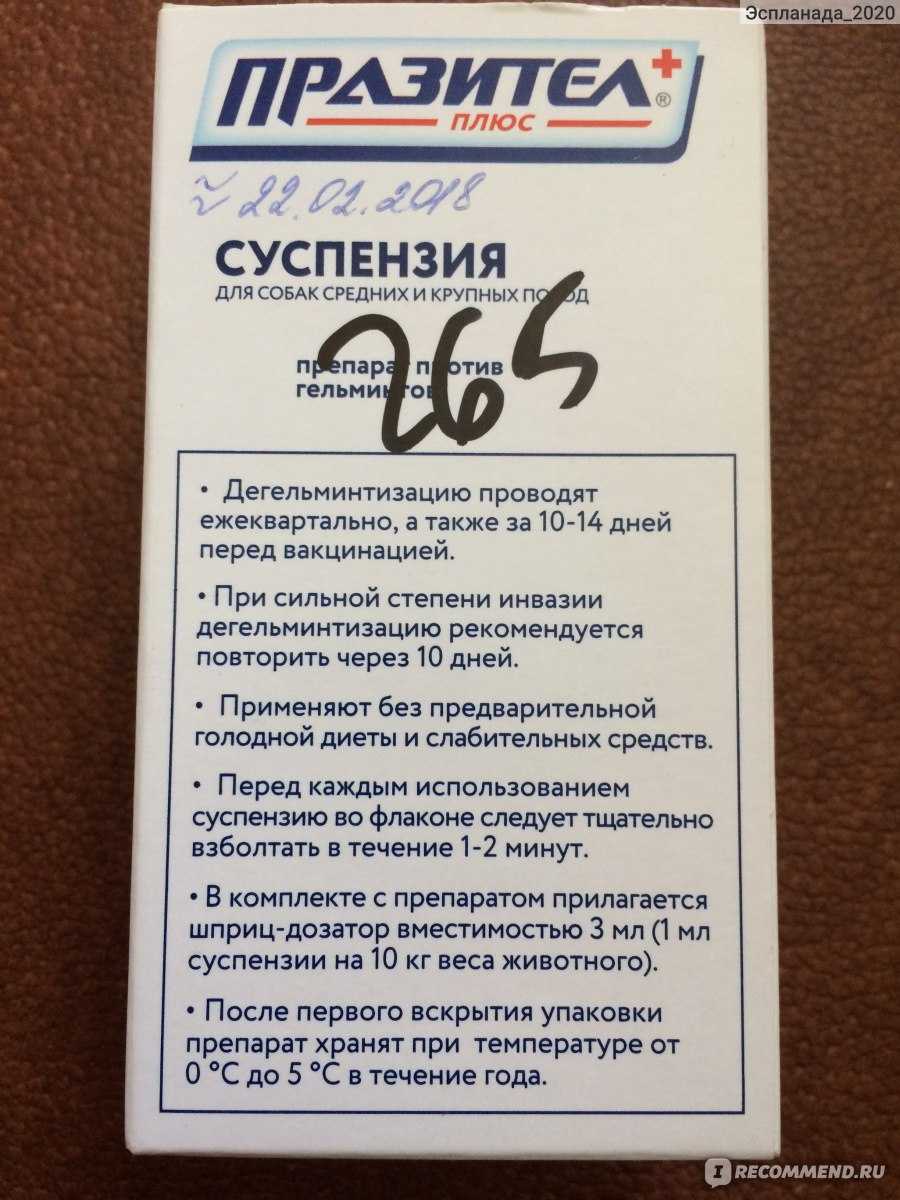 Эспланада_2020
ПРАЗИТЕЛ+®
ПЛЮС
22.02.2018
СУСПЕНЗИЯ
ДЛЯ СОБАК СРЕДНИХ И КРУПНЫХ ПОРОД
265
препарат против
гельминтов
• Дегельминтизацию проводят
ежеквартально, а также за 10-14 дней
перед вакцинацией.
• При сильной степени инвазии
дегельминтизацию рекомендуется
повторить через 10 дней.
• Применяют без предварительной
голодной диеты и слабительных средств.
• Перед каждым использованием
суспензию во флаконе следует тщательно
взболтать в течение 1-2 минут.
• В комплекте с препаратом прилагается
шприц-дозатор вместимостью 3 мл (1 мл
суспензии на 10 кг веса животного).
• После первого вскрытия упаковки
препарат хранят при температуре от
0 °С до 5 °С в течение года.
IRECOMMEND.RU